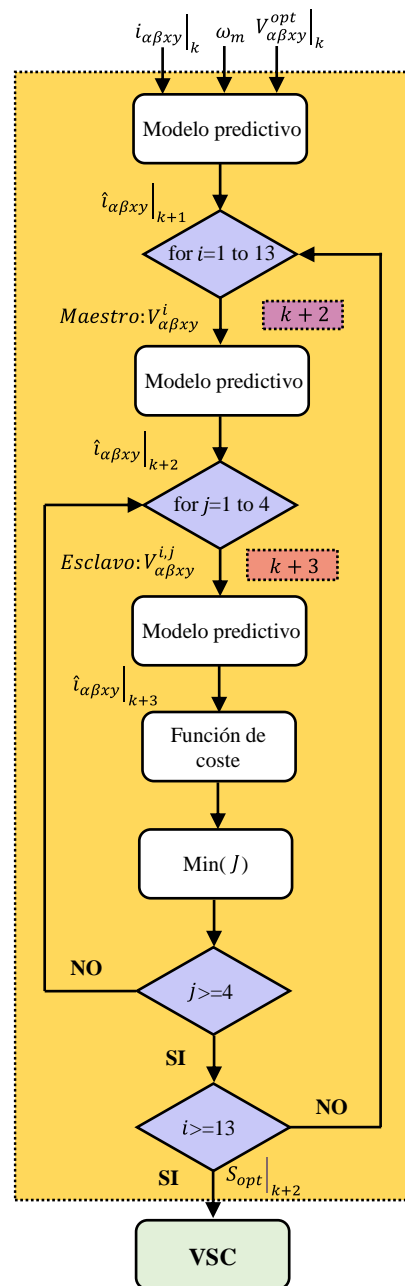 i_{αβxy}|_k   ω_m   V^{opt}_{αβxy}|_k
Modelo predictivo
î_{αβxy}|_{k+1}
for i=1 to 13
Maestro: V^i_{αβxy}   k + 2
Modelo predictivo
î_{αβxy}|_{k+2}
for j=1 to 4
Esclavo: V^{i,j}_{αβxy}   k + 3
Modelo predictivo
î_{αβxy}|_{k+3}
Función de
coste
Min( J )
NO
j>=4
SI
NO
i>=13
SI   S_{opt}|_{k+2}
VSC